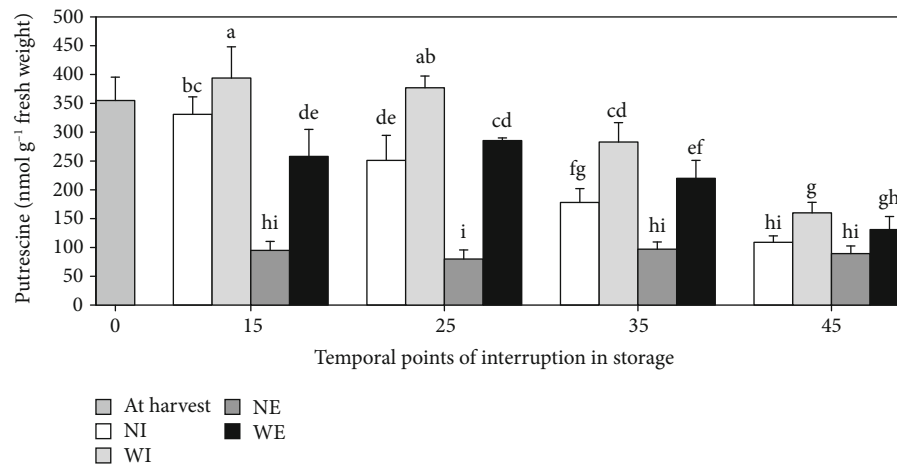 Putrescine (nmol g⁻¹ fresh weight)
500
450
400
350
300
250
200
150
100
50
0
a
bc
hi
de
ab
de
i
cd
cd
fg
hi
ef
g
hi
hi
gh
0 15 25 35 45
Temporal points of interruption in storage
At harvest
NI
WI
NE
WE